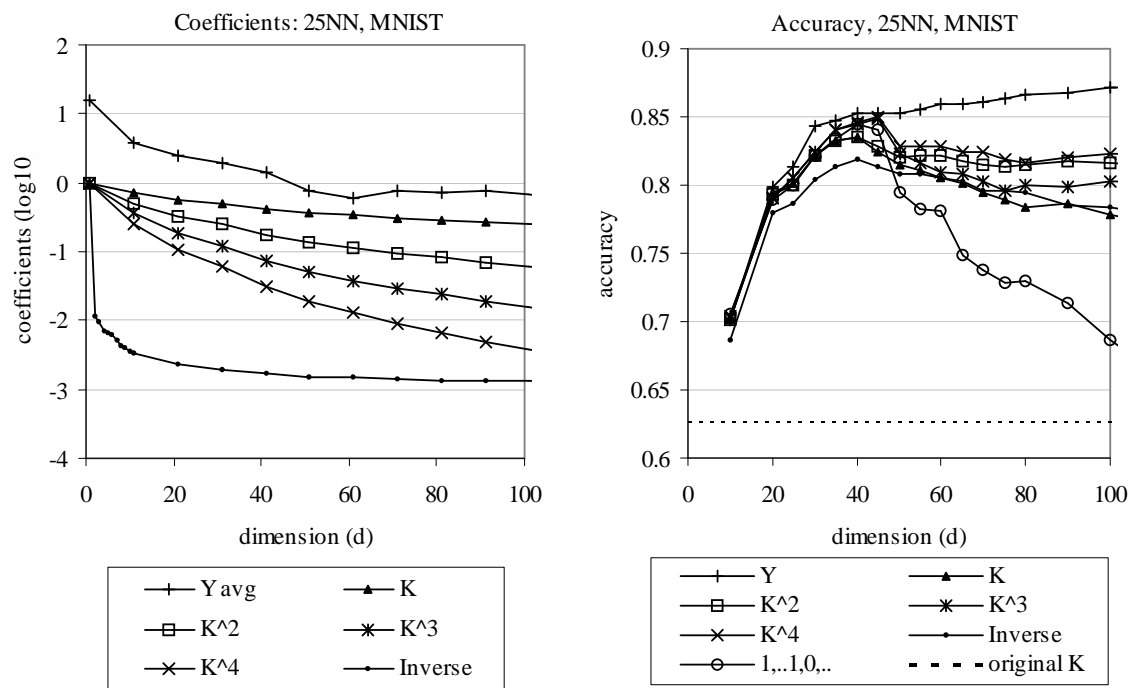 Coefficients: 25NN, MNIST
2
1
0
-1
-2
-3
-4
coefficients (log10
0 20 40 60 80 100
dimension (d)
Y avg K
K^2 K^3
K^4 Inverse
Accuracy, 25NN, MNIST
0.9
0.85
0.8
0.75
0.7
0.65
0.6
accuracy
0 20 40 60 80 100
dimension (d)
Y K
K^2 K^3
K^4 Inverse
1,..1,0,.. original K